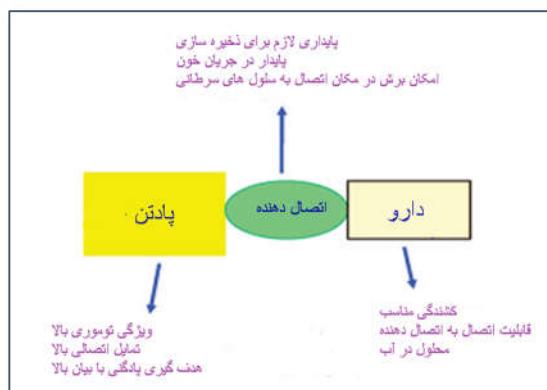 پایداری لازم برای ذخیره سازی
پایدار در جریان خون
امکان برش در مکان اتصال به سلول های سرطانی
دارو
اتصال دهنده
پادتن
کشندگی مناسب
قابلیت اتصال به اتصال دهنده
محلول در آب
ویژگی توموری بالا
تمایل اتصالی بالا
هدف گیری پادگنی با بیان بالا